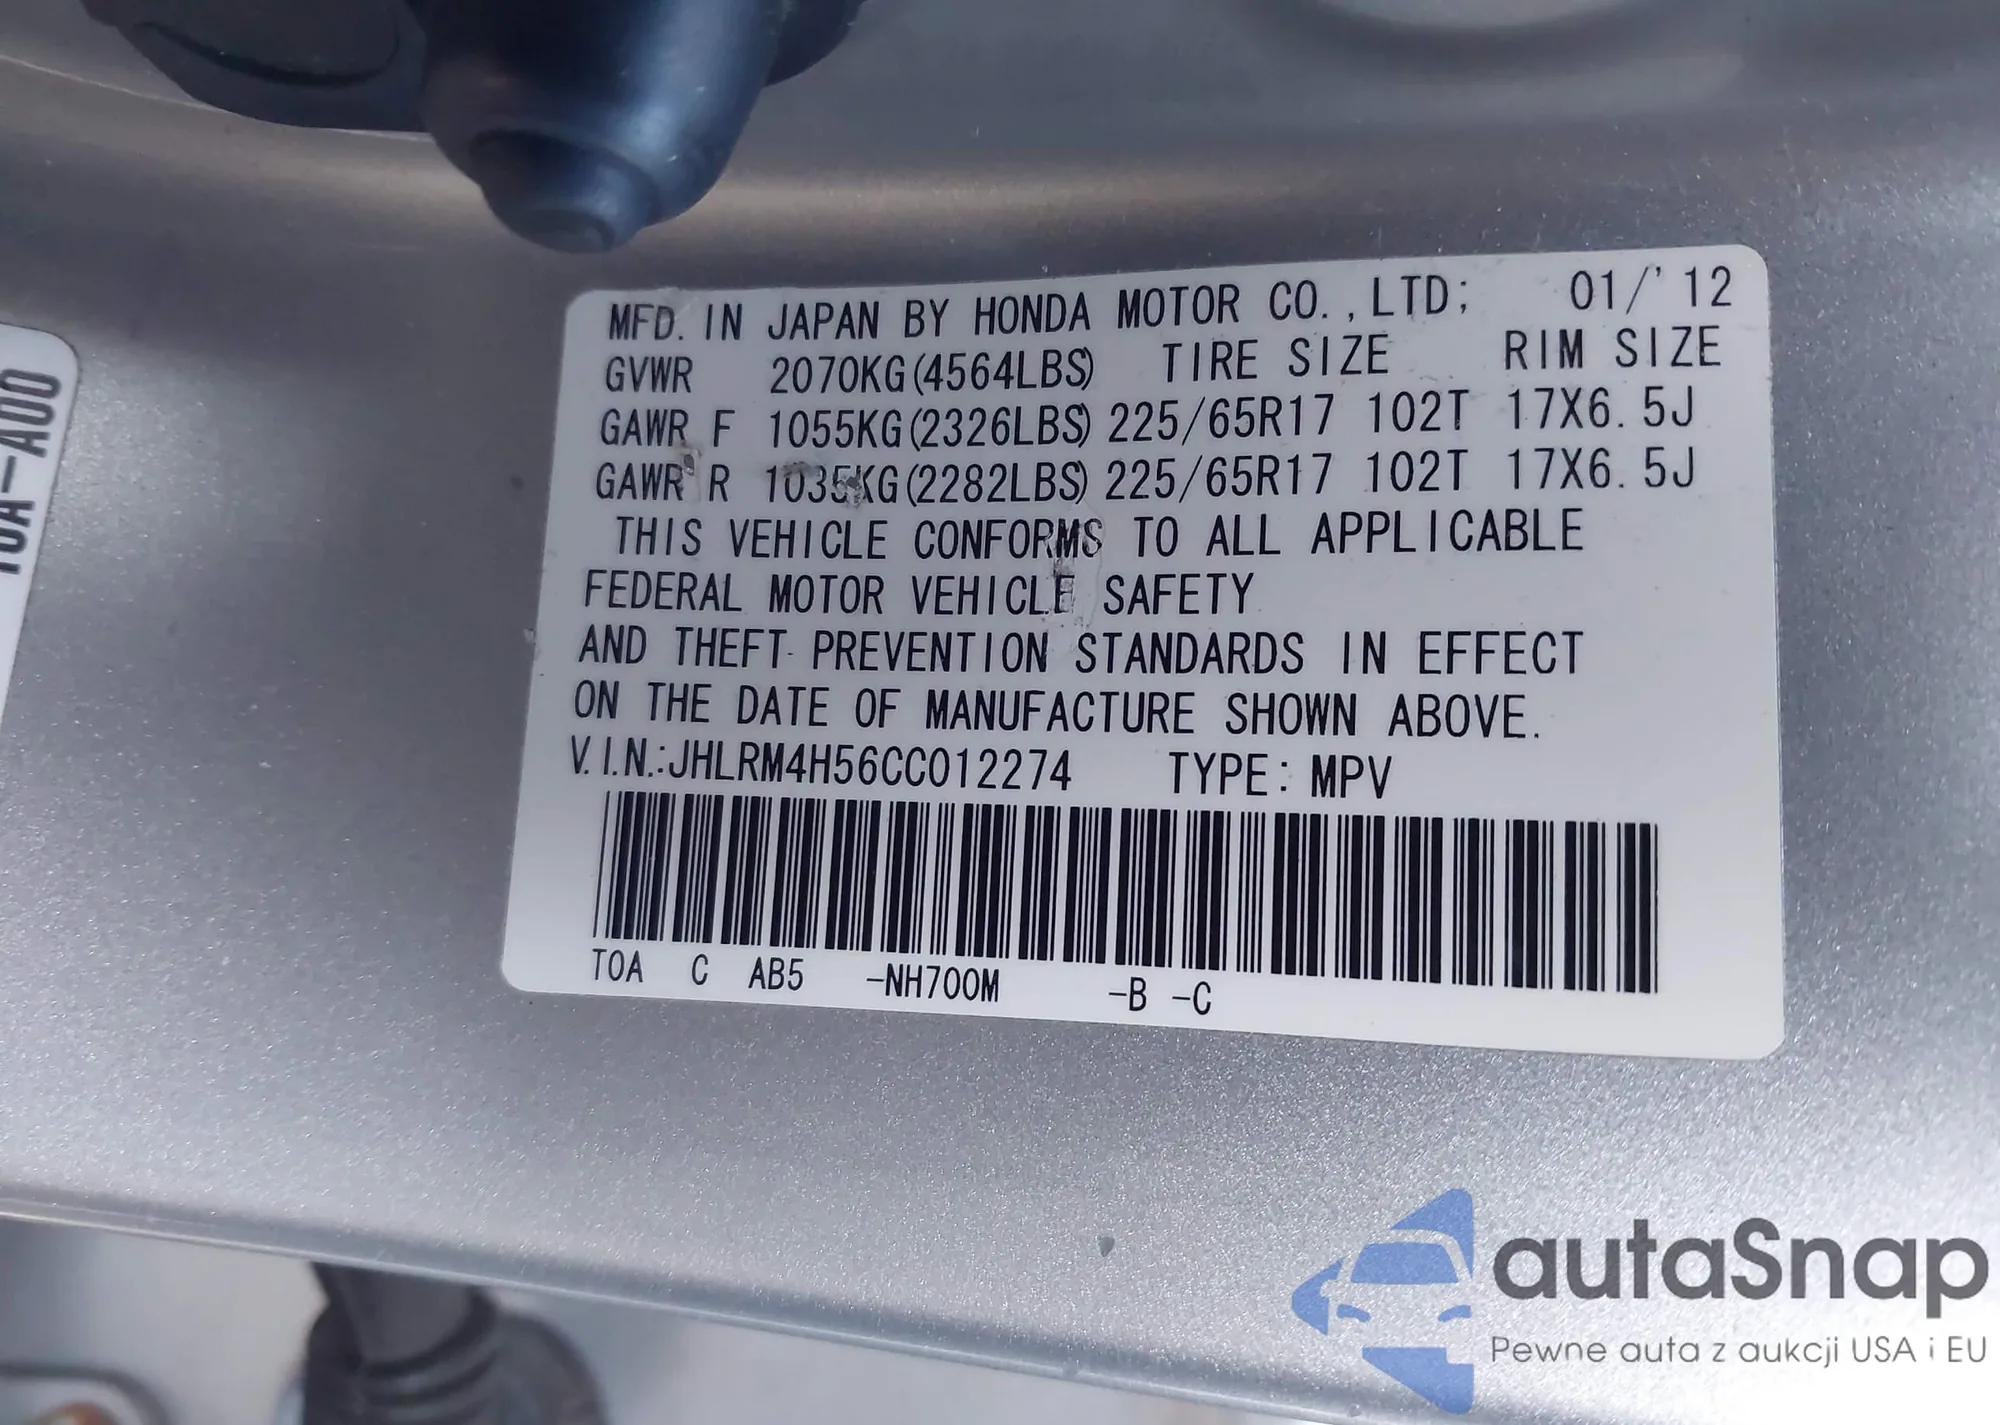 MFD. IN JAPAN BY HONDA MOTOR CO.,LTD; 01/'12
GVWR 2070KG(4564LBS) TIRE SIZE RIM SIZE
GAWR F 1055KG(2326LBS) 225/65R17 102T 17X6.5J
GAWR R 1035KG(2282LBS) 225/65R17 102T 17X6.5J
THIS VEHICLE CONFORMS TO ALL APPLICABLE
FEDERAL MOTOR VEHICLE SAFETY
AND THEFT PREVENTION STANDARDS IN EFFECT
ON THE DATE OF MANUFACTURE SHOWN ABOVE.
V.I.N.:JHLRM4H56CC012274 TYPE: MPV
T0A C AB5 -NH700M -B -C
T0A-A00
autaSnap
Pewne auta z aukcji USA i EU